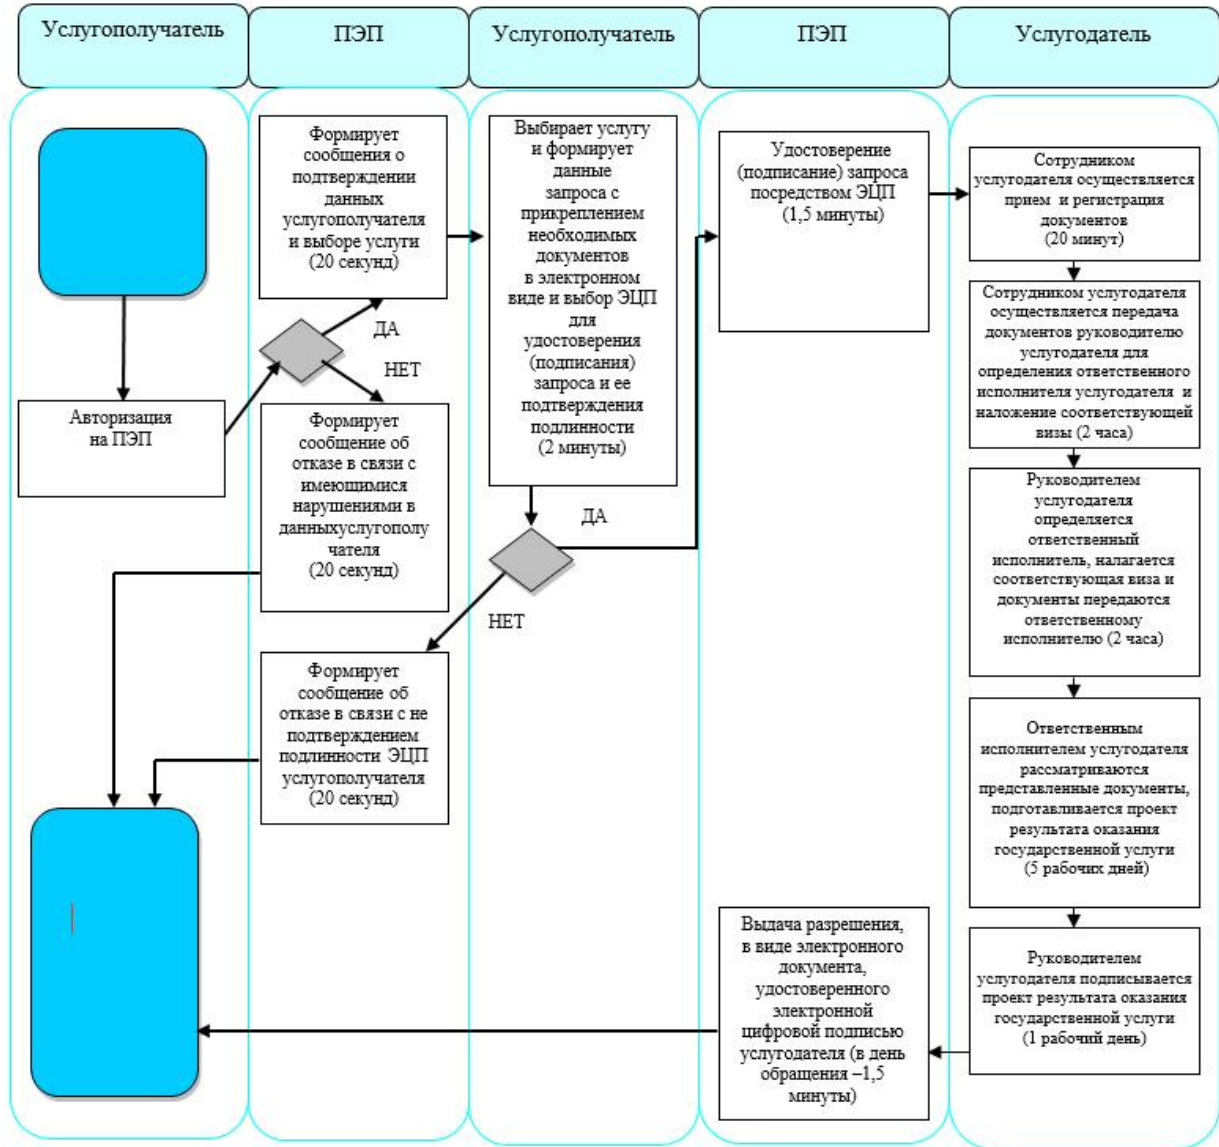 Услугополучатель
ПЭП
Услугополучатель
ПЭП
Услугодатель
Авторизация
на ПЭП
Формирует
сообщения о
подтверждении
данных
услугополучателя
и выборе услуги
(20 секунд)
ДА
НЕТ
Формирует
сообщение об
отказе в связи с
имеющимися
нарушениями в
данныхуслугополу
чателя
(20 секунд)
Формирует
сообщение об
отказе в связи с не
подтверждением
подлинности ЭЦП
услугополучателя
(20 секунд)
Выбирает услугу
и формирует
данные
запроса с
прикреплением
необходимых
документов
в электронном
виде и выбор ЭЦП
для
удостоверения
(подписания)
запроса и ее
подтверждения
подлинности
(2 минуты)
ДА
НЕТ
Удостоверение
(подписание) запроса
посредством ЭЦП
(1,5 минуты)
Сотрудником
услугодателя осуществляется
прием и регистрация
документов
(20 минут)
Сотрудником услугодателя
осуществляется передача
документов руководителю
услугодателя для
определения ответственного
исполнителя услугодателя и
наложение соответствующей
визы (2 часа)
Руководителем
услугодателя
определяется
ответственный
исполнитель, налагается
соответствующая виза и
документы передаются
ответственному
исполнителю (2 часа)
Ответственным
исполнителем услугодателя
рассматриваются
представленные документы,
подготавливается проект
результата оказания
государственной услуги
(5 рабочих дней)
Руководителем
услугодателя подписывается
проект результата оказания
государственной услуги
(1 рабочий день)
Выдача разрешения,
в виде электронного
документа,
удостоверенного
электронной
цифровой подписью
услугодателя (в день
обращения –1,5
минуты)